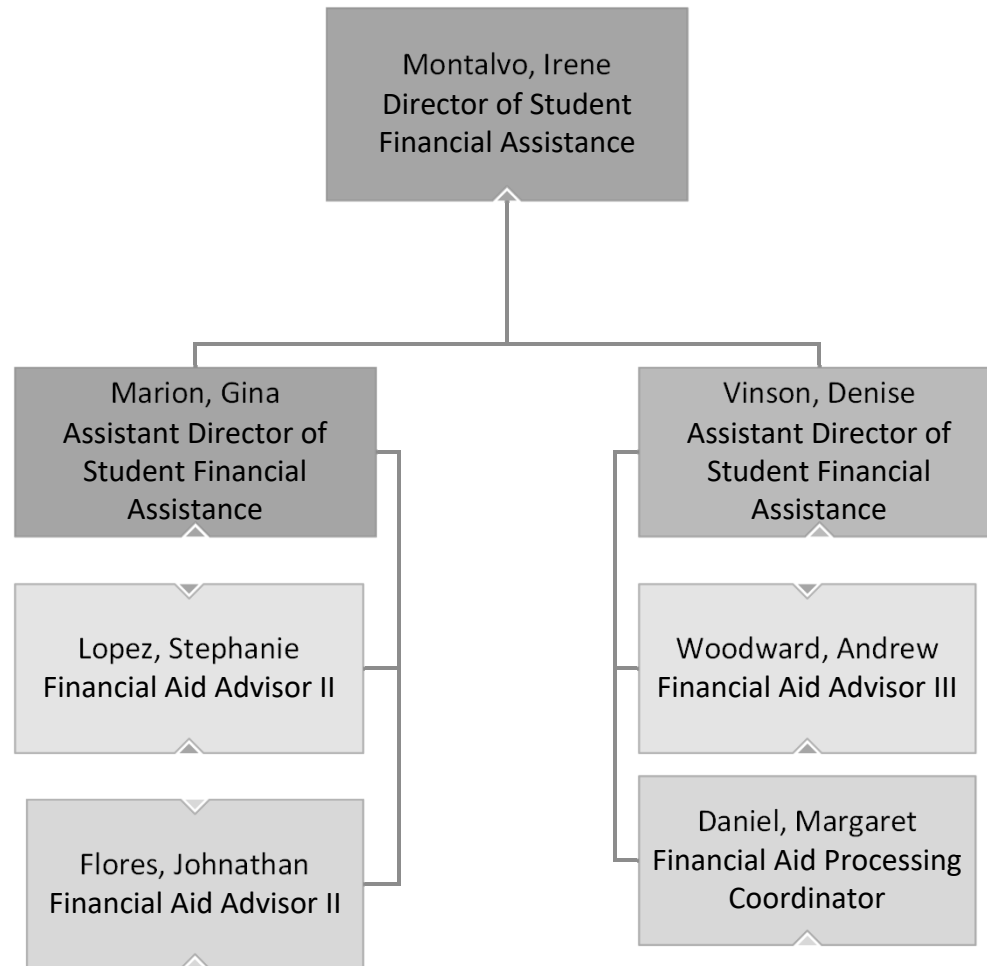 Montalvo, Irene
Director of Student
Financial Assistance
Marion, Gina
Assistant Director of
Student Financial
Assistance
Vinson, Denise
Assistant Director of
Student Financial
Assistance
Lopez, Stephanie
Financial Aid Advisor II
Woodward, Andrew
Financial Aid Advisor III
Flores, Johnathan
Financial Aid Advisor II
Daniel, Margaret
Financial Aid Processing
Coordinator